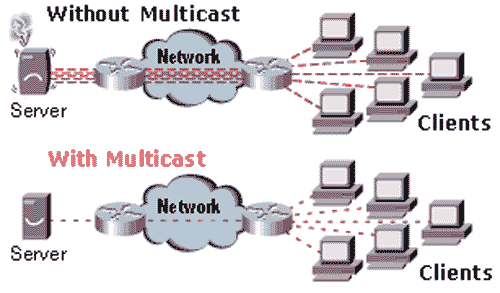 Without Multicast
Network
Server
Clients
With Multicast
Network
Server
Clients